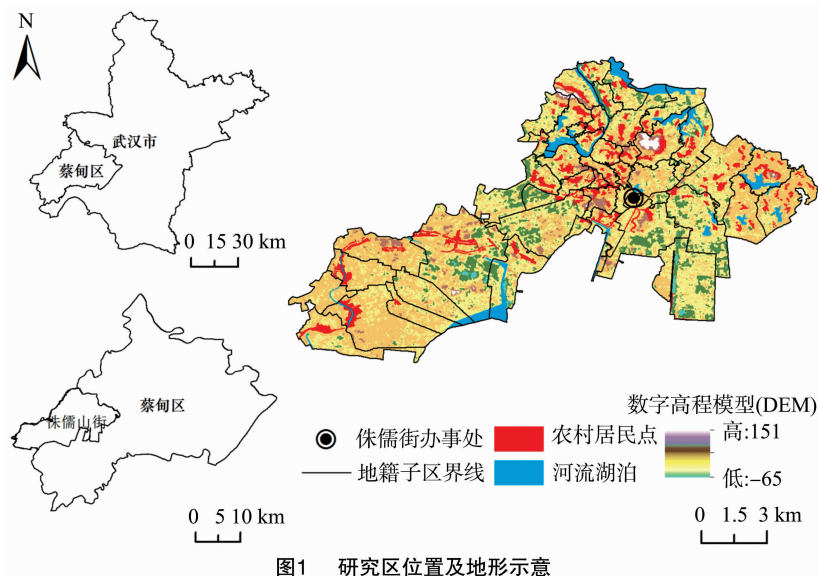 N
武汉市
蔡甸区
0 15 30 km
蔡甸区
侏儒山街
0 5 10 km
数字高程模型(DEM)
侏儒街办事处
农村居民点
高:151
地籍子区界线
河流湖泊
低:-65
0 1.5 3 km
图1 研究区位置及地形示意